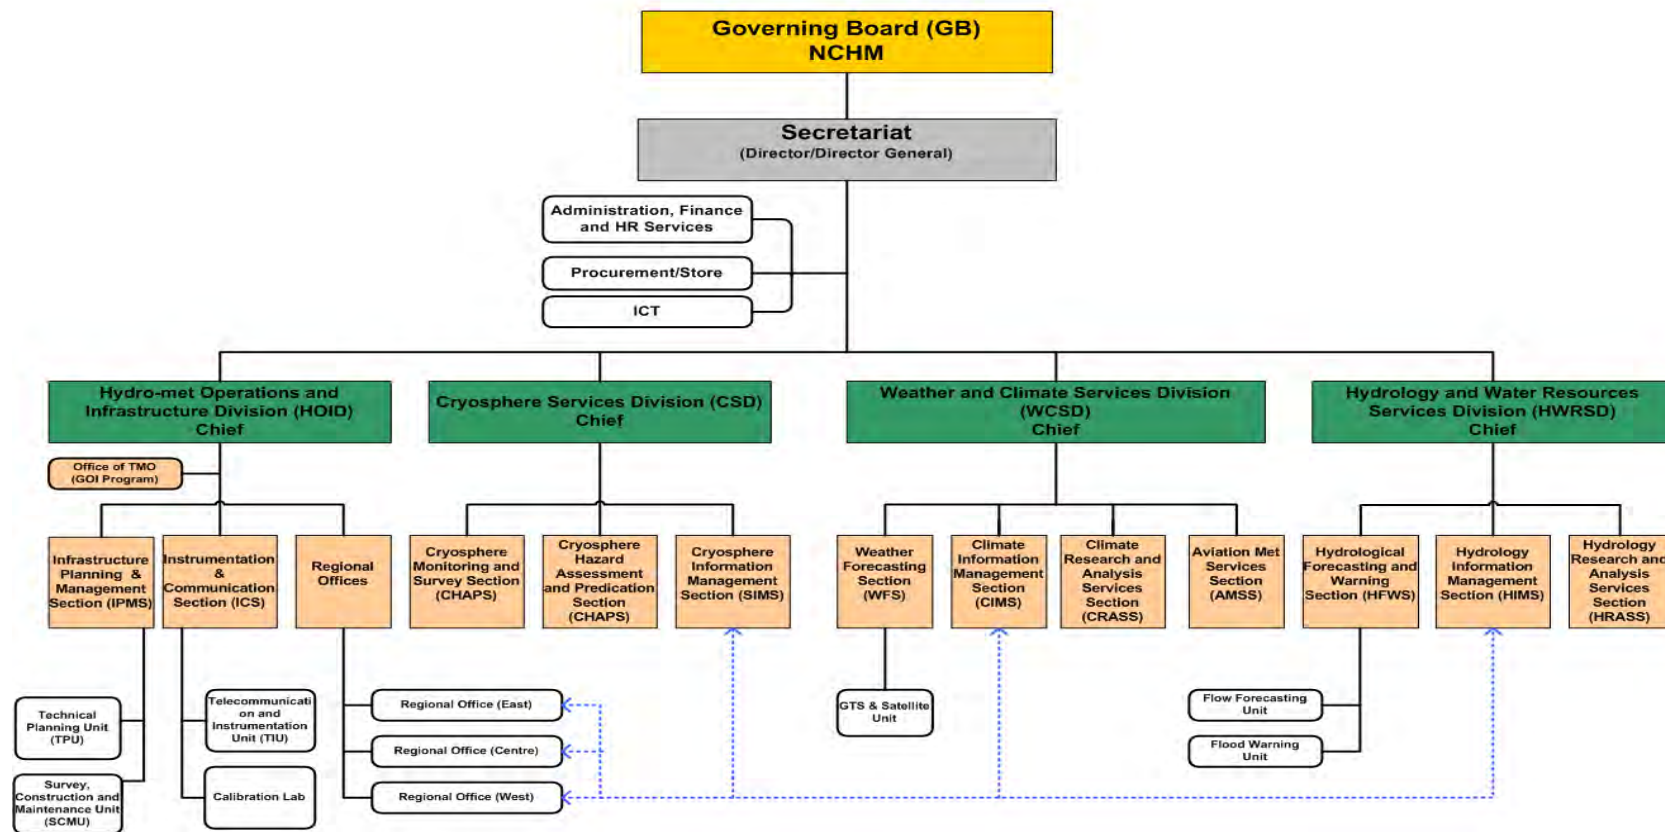 Governing Board (GB)
NCHM
Secretariat
(Director/Director General)
Administration, Finance
and HR Services
Procurement/Store
ICT
Hydro-met Operations and
Infrastructure Division (HOID)
Chief
Cryosphere Services Division (CSD)
Chief
Weather and Climate Services Division
(WCSD)
Chief
Hydrology and Water Resources
Services Division (HWRSD)
Chief
Office of TMO
(GOI Program)
Infrastructure
Planning &
Management
Section (IPMS)
Instrumentation
&
Communication
Section (ICS)
Regional
Offices
Cryosphere
Monitoring and
Survey Section
(CHAPS)
Cryosphere
Hazard
Assessment
and Predication
Section
(CHAPS)
Cryosphere
Information
Management
Section (SIMS)
Weather
Forecasting
Section
(WFS)
Climate
Information
Management
Section
(CIMS)
Climate
Research and
Analysis
Services
Section
(CRASS)
Aviation Met
Services
Section
(AMSS)
Hydrological
Forecasting and
Warning
Section (HFWS)
Hydrology
Information
Management
Section (HIMS)
Hydrology
Research and
Analysis
Services
Section
(HRASS)
Technical
Planning Unit
(TPU)
Survey,
Construction and
Maintenance Unit
(SCMU)
Telecommunicati
on and
Instrumentation
Unit (TIU)
Calibration Lab
Regional Office (East)
Regional Office (Centre)
Regional Office (West)
GTS & Satellite
Unit
Flow Forecasting
Unit
Flood Warning
Unit